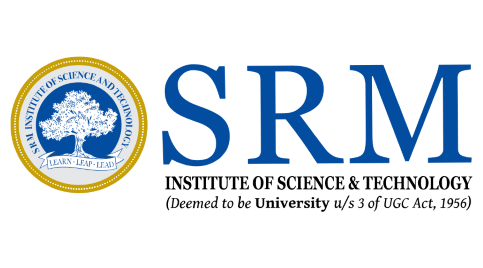 SRM INSTITUTE OF SCIENCE AND TECHNOLOGY
LEARN · LEAP · LEAD
SRM
INSTITUTE OF SCIENCE & TECHNOLOGY
(Deemed to be University u/s 3 of UGC Act, 1956)